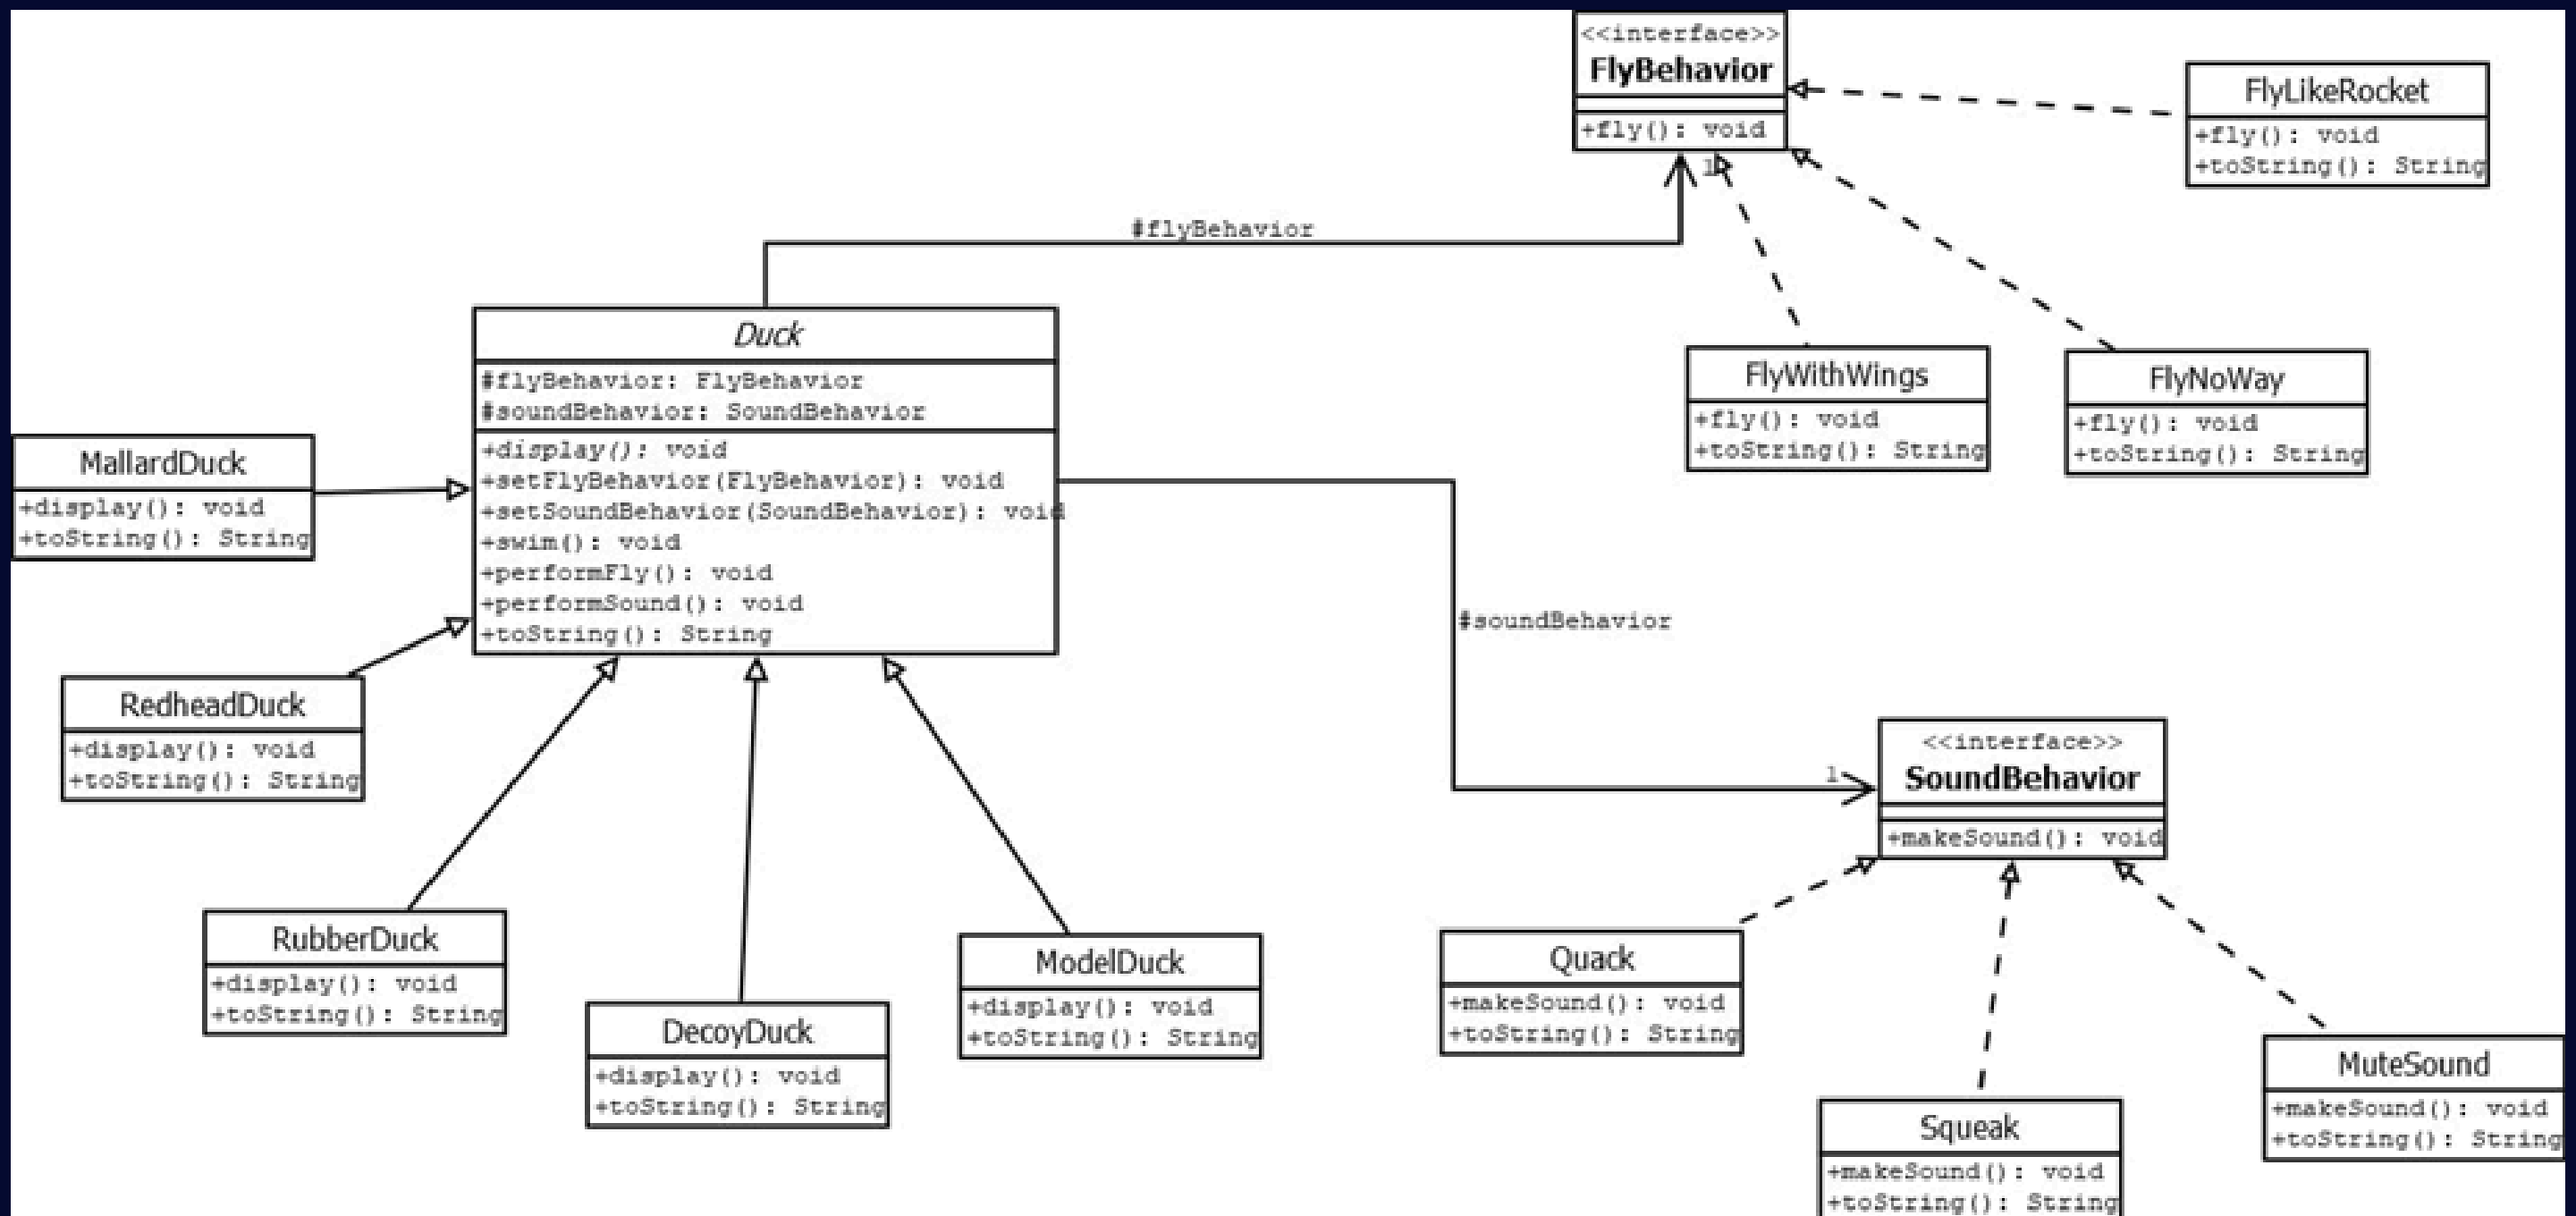 <<interface>>
FlyBehavior
+fly(): void
1
FlyLikeRocket
+fly(): void
+toString(): String
#flyBehavior
Duck
#flyBehavior: FlyBehavior
#soundBehavior: SoundBehavior
+display(): void
+setFlyBehavior(FlyBehavior): void
+setSoundBehavior(SoundBehavior): void
+swim(): void
+performFly(): void
+performSound(): void
+toString(): String
FlyWithWings
+fly(): void
+toString(): String
FlyNoWay
+fly(): void
+toString(): String
MallardDuck
+display(): void
+toString(): String
#soundBehavior
RedheadDuck
+display(): void
+toString(): String
1
<<interface>>
SoundBehavior
+makeSound(): void
RubberDuck
+display(): void
+toString(): String
DecoyDuck
+display(): void
+toString(): String
ModelDuck
+display(): void
+toString(): String
Quack
+makeSound(): void
+toString(): String
Squeak
+makeSound(): void
+toString(): String
MuteSound
+makeSound(): void
+toString(): String